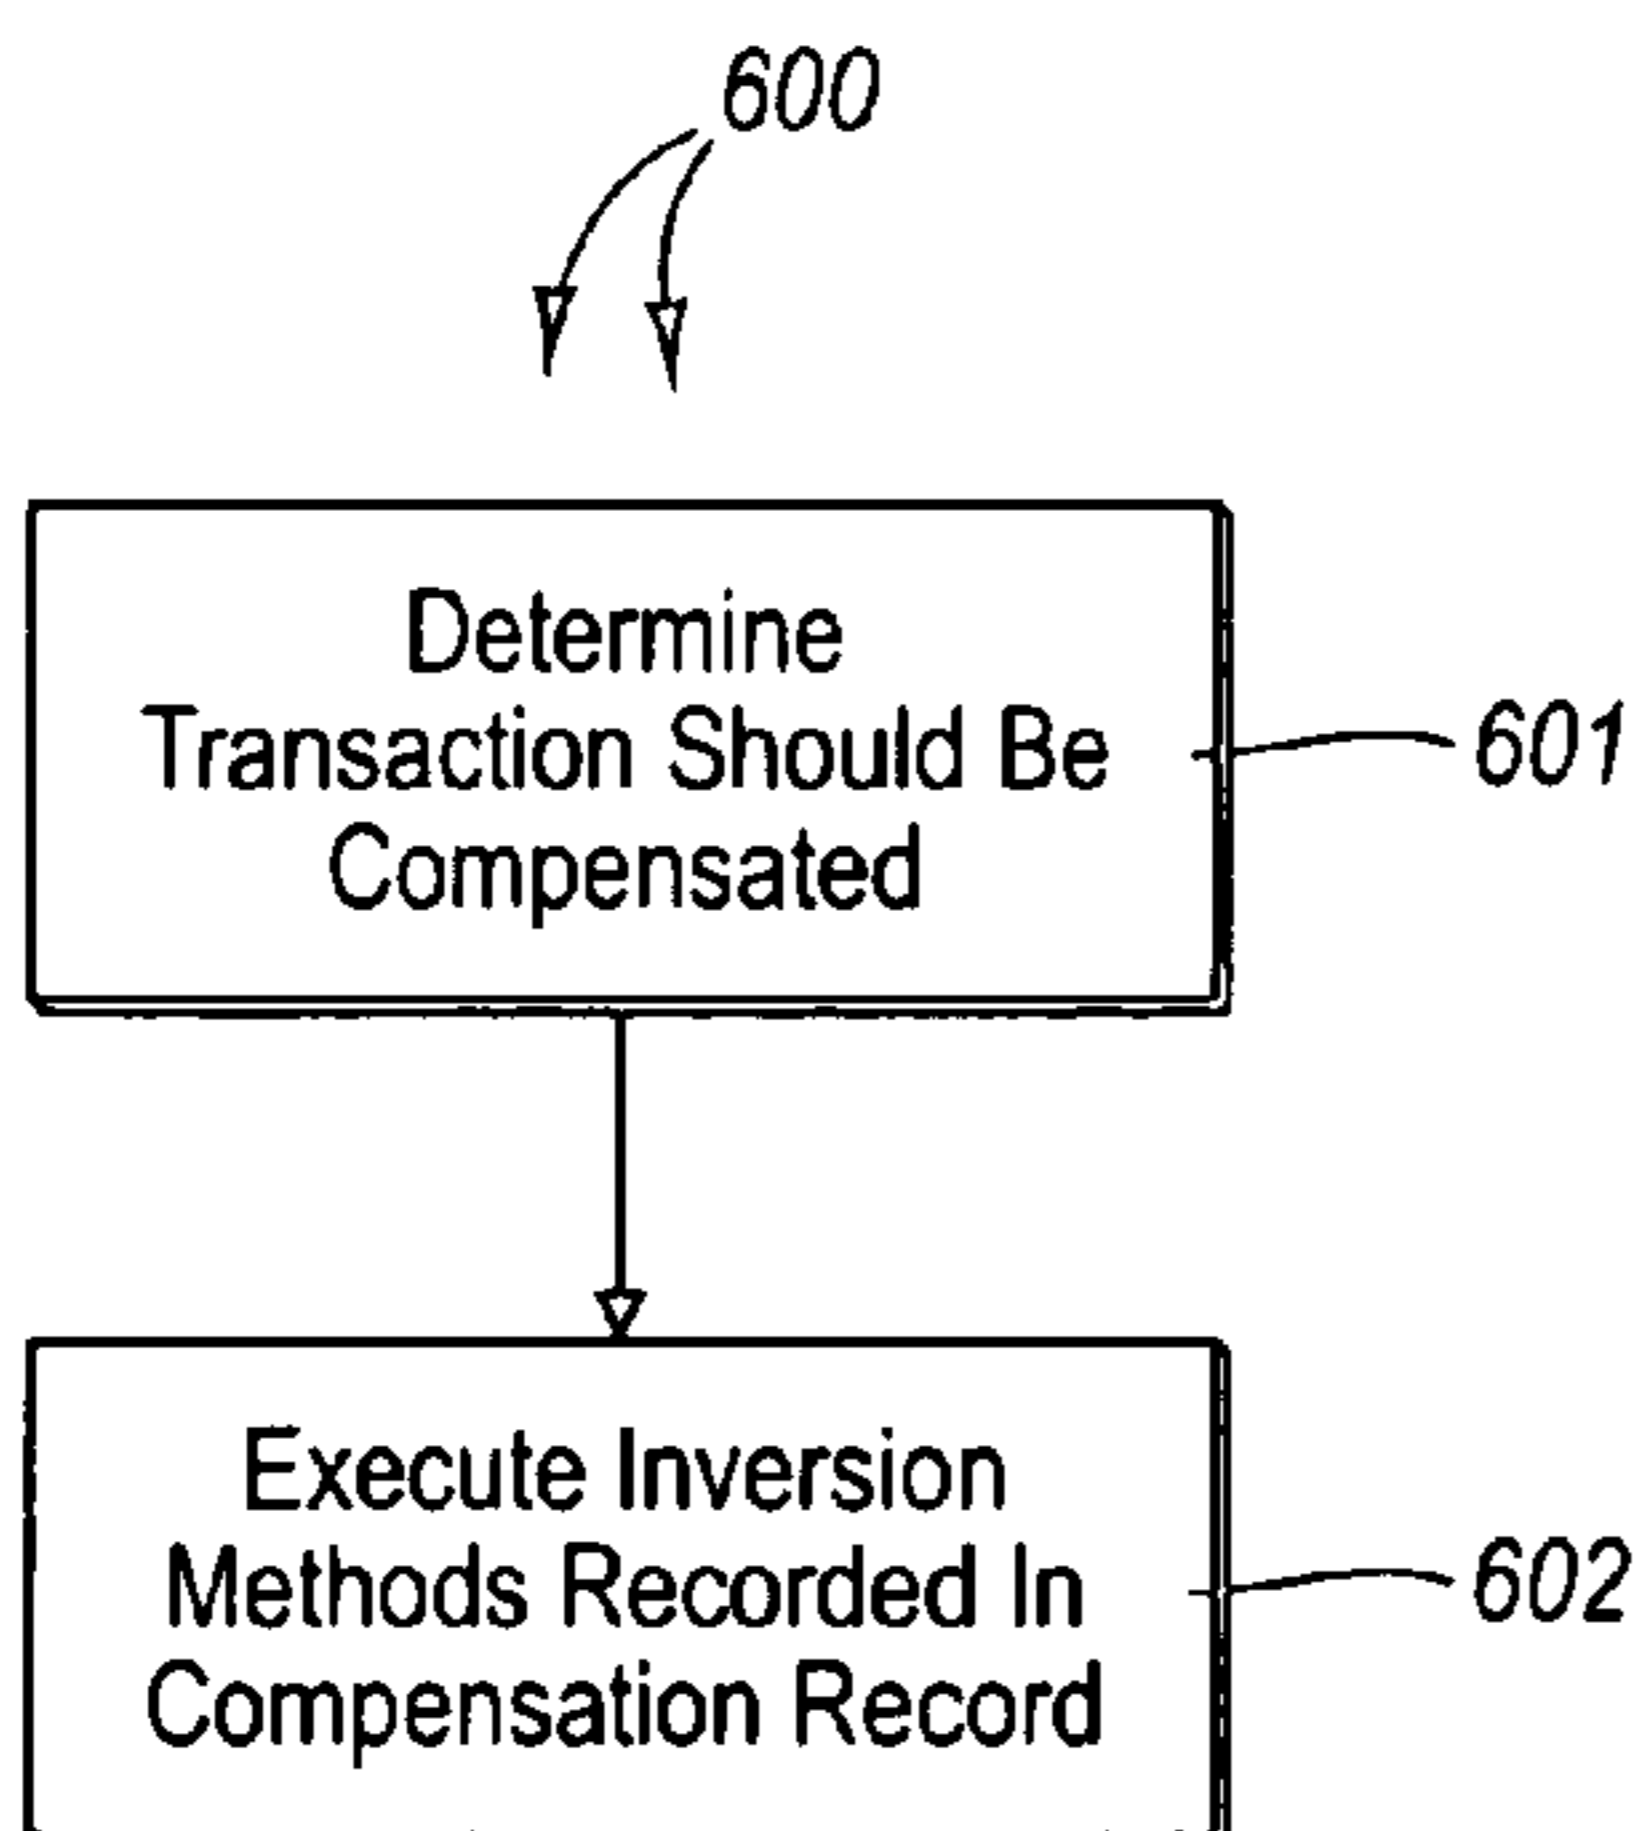 600
Determine
Transaction Should Be
Compensated
601
Execute Inversion
Methods Recorded In
Compensation Record
602